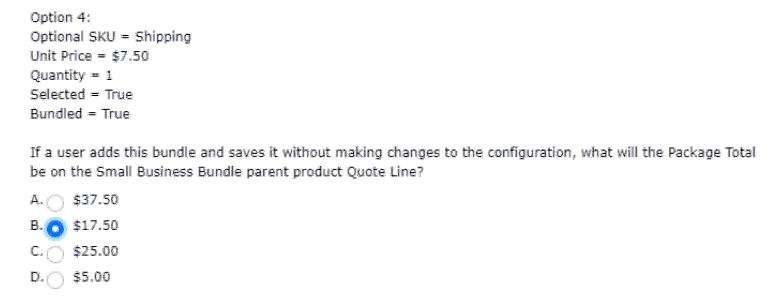 Option 4:
Optional SKU = Shipping
Unit Price = $7.50
Quantity = 1
Selected = True
Bundled = True
If a user adds this bundle and saves it without making changes to the configuration, what will the Package Total
be on the Small Business Bundle parent product Quote Line?
A. $37.50
B. $17.50
C. $25.00
D. $5.00